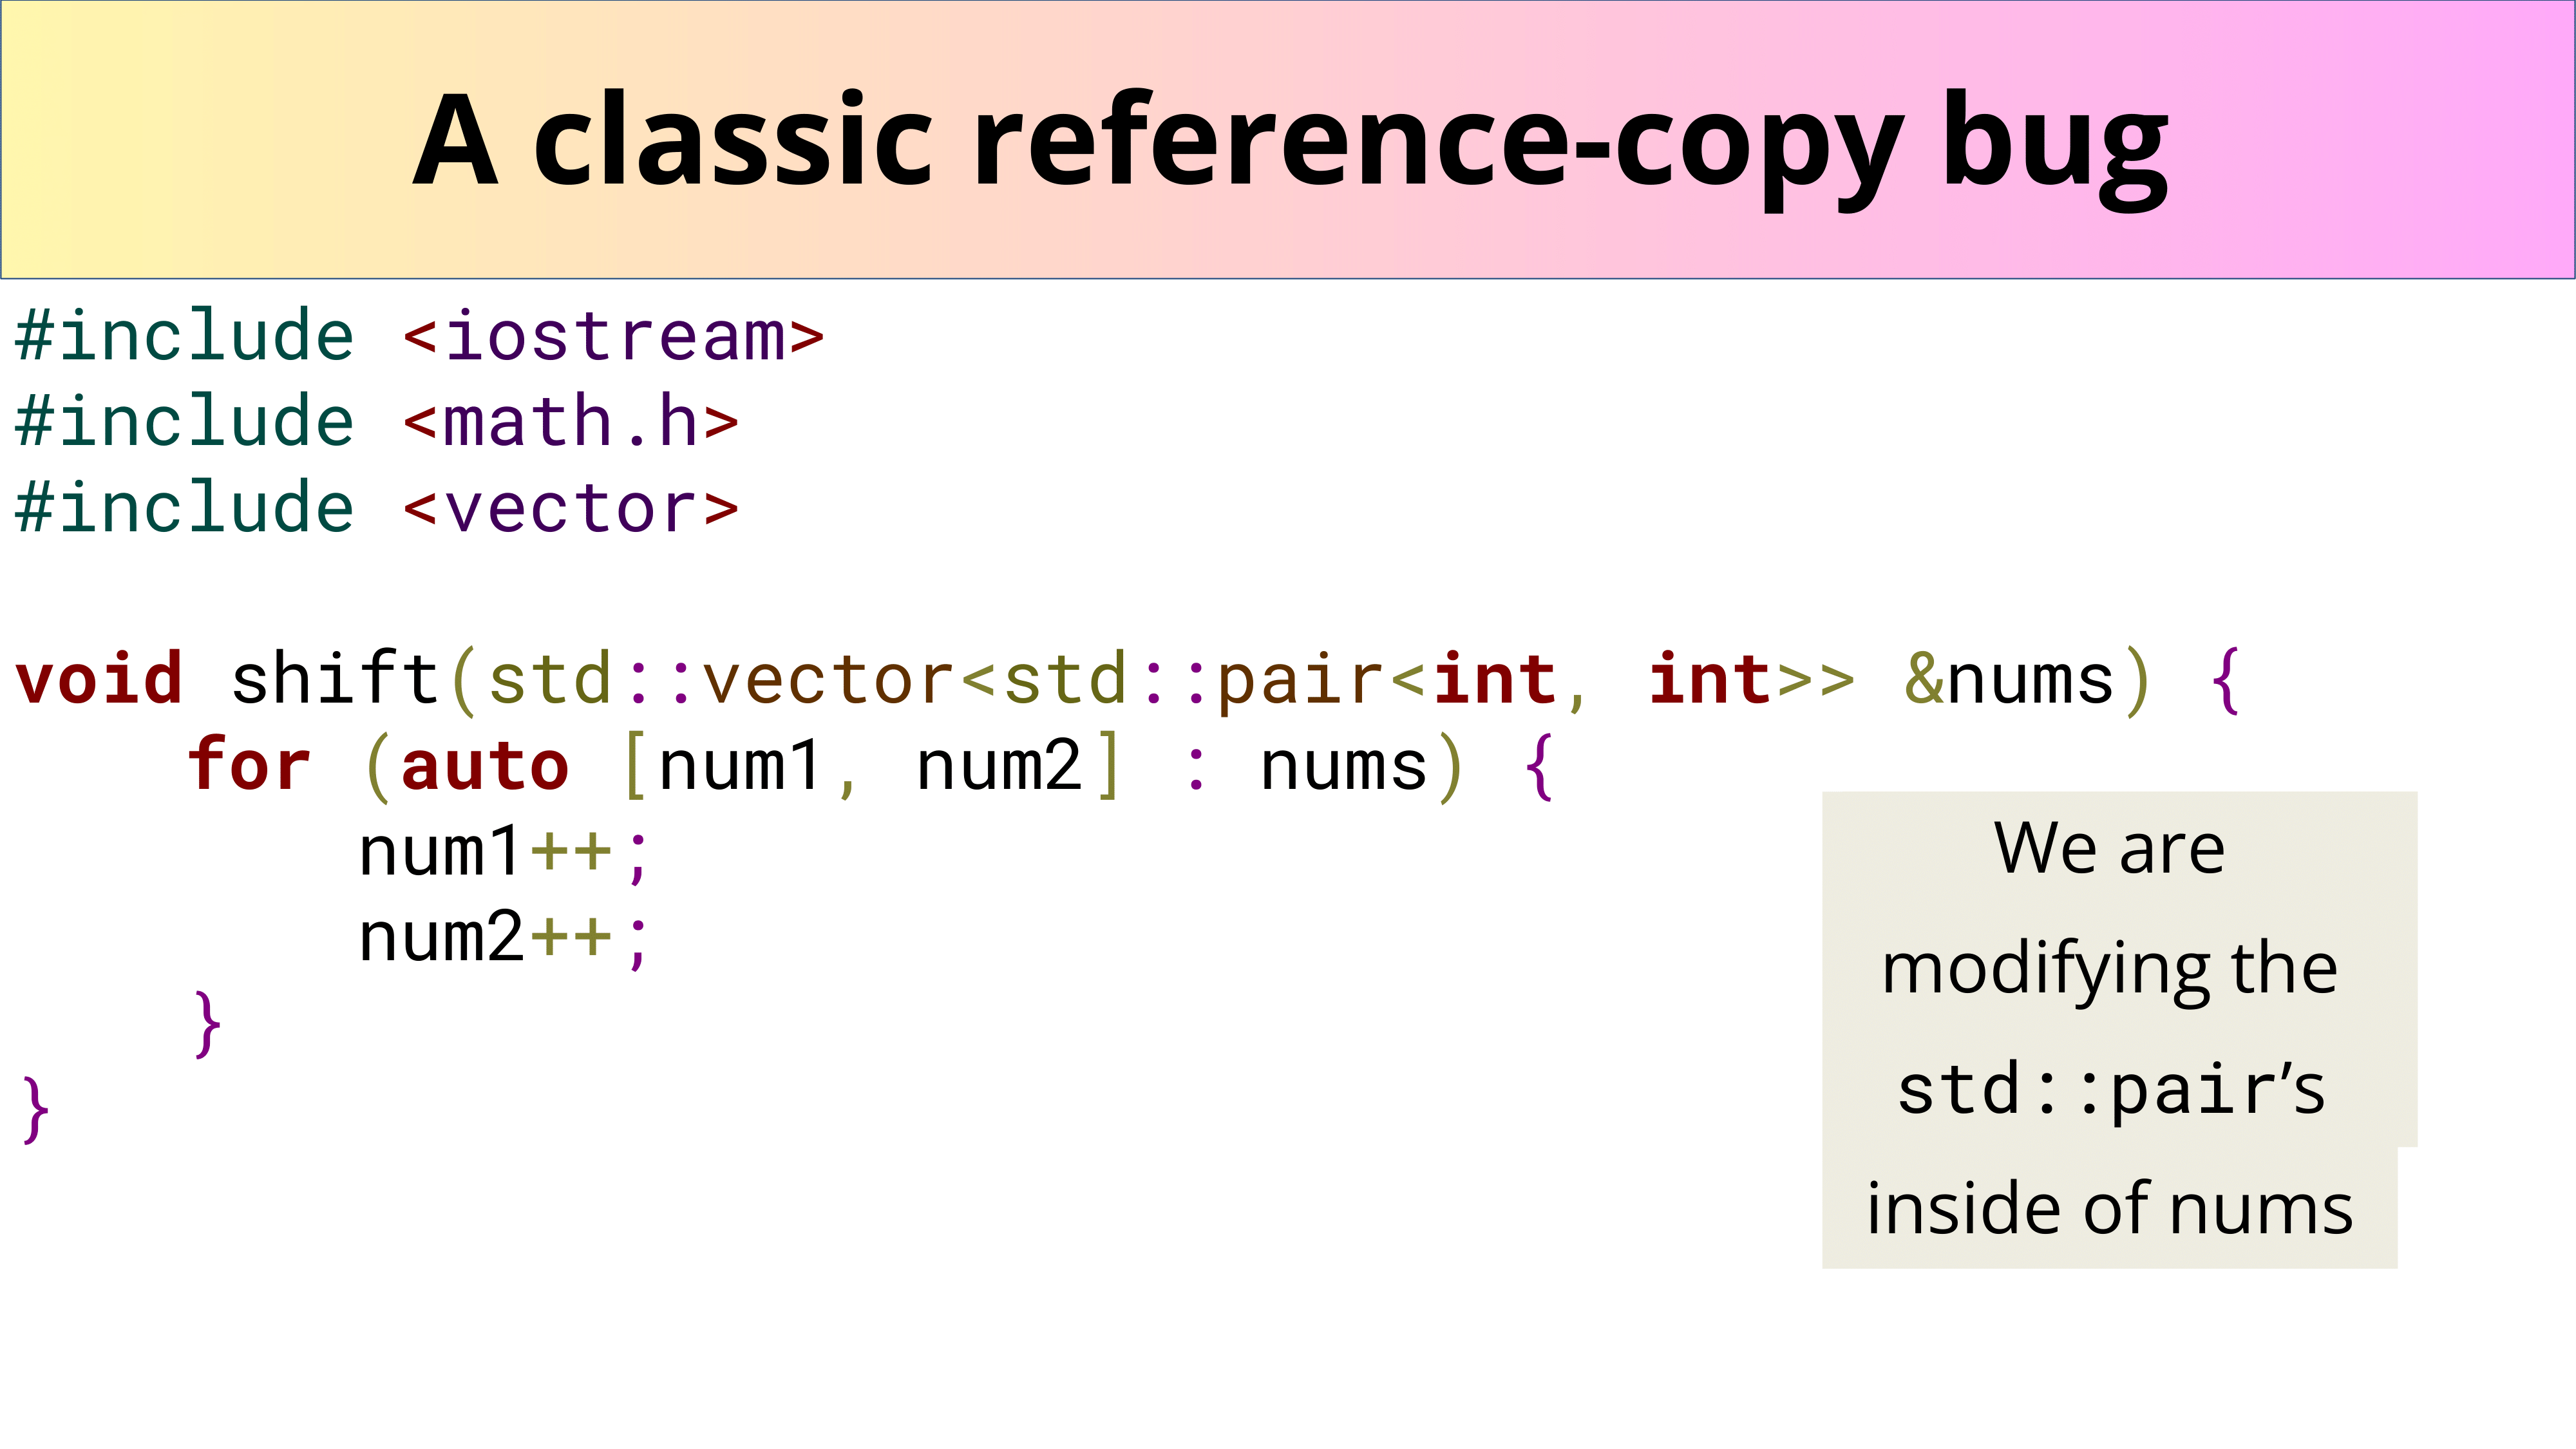 A classic reference-copy bug
#include <iostream>
#include <math.h>
#include <vector>
void shift(std::vector<std::pair<int, int>> &nums) {
    for (auto [num1, num2] : nums) {
        num1++;
        num2++;
    }
}
We are
modifying the
std::pair’s
inside of nums